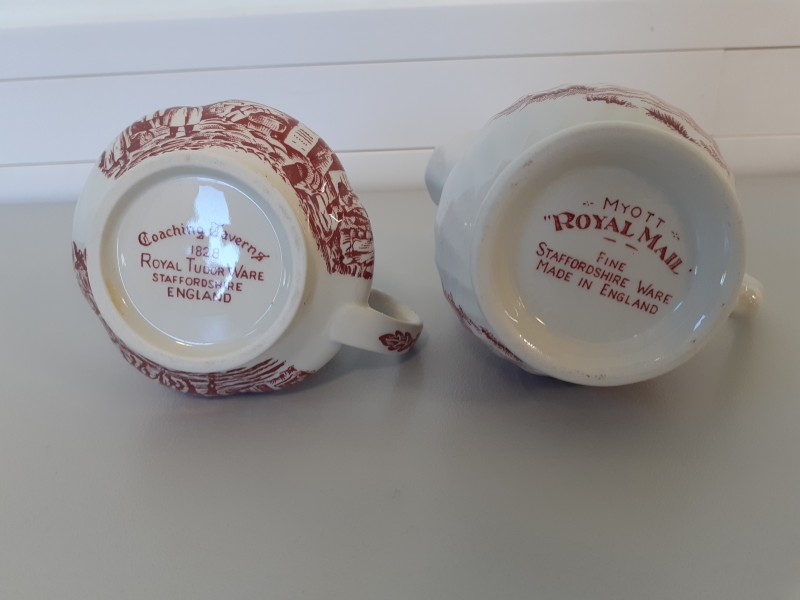 Coaching Taverns
1828
ROYAL TUDOR WARE
STAFFORDSHIRE
ENGLAND
MYOTT
"ROYAL MAIL"
FINE
STAFFORDSHIRE WARE
MADE IN ENGLAND